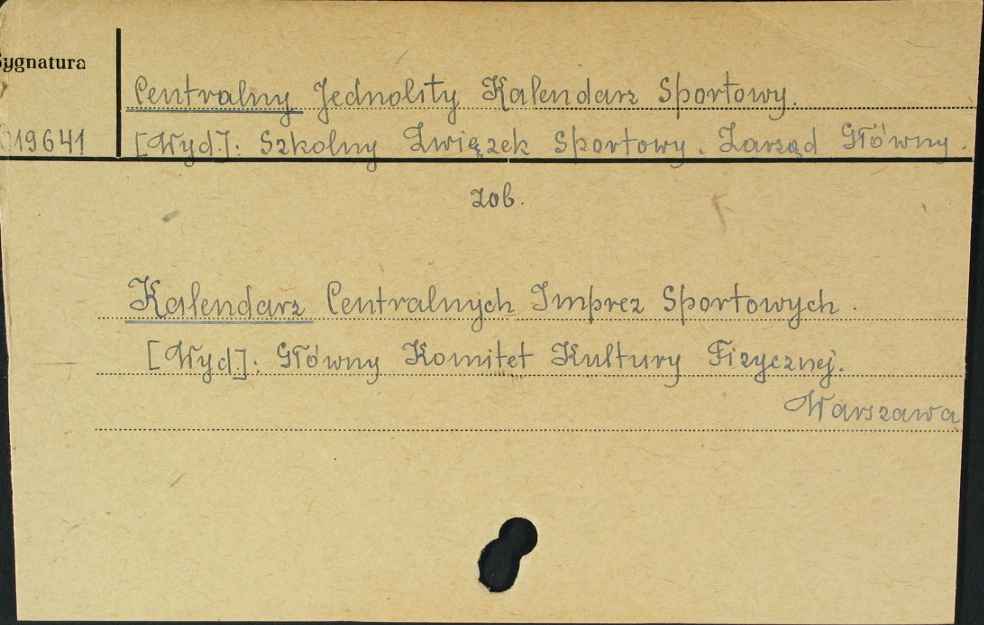 Sygnatura
Centralny Jednolity Kalendarz Sportowy.
019641
[Wyd.]: Szkolny Związek Sportowy. Zarząd Główny.
zob.
Kalendarz Centralnych Imprez Sportowych.
[Wyd.]: Główny Komitet Kultury Fizycznej.
Warszawa